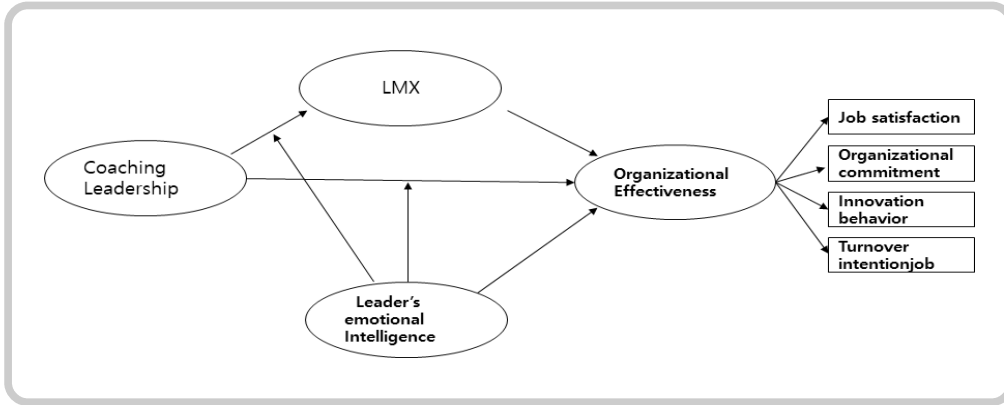 LMX
Coaching
Leadership
Organizational
Effectiveness
Leader's
emotional
Intelligence
Job satisfaction
Organizational
commitment
Innovation
behavior
Turnover
intentionjob